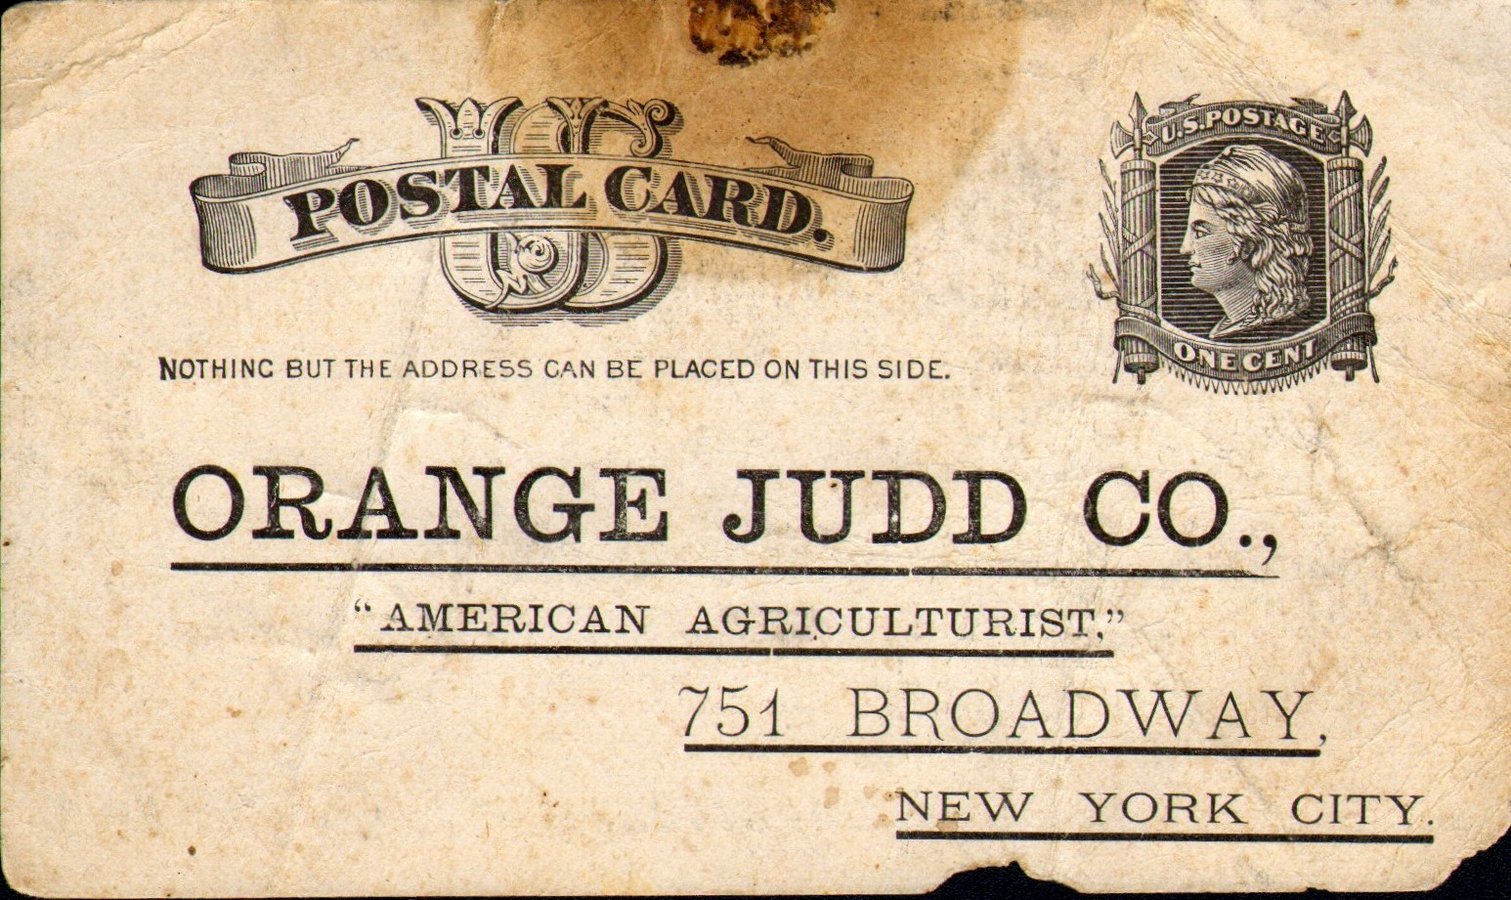 US
POSTAL CARD.
U.S. POSTAGE
ONE CENT
NOTHING BUT THE ADDRESS CAN BE PLACED ON THIS SIDE.
ORANGE JUDD CO.,
"AMERICAN AGRICULTURIST,"
751 BROADWAY,
NEW YORK CITY.